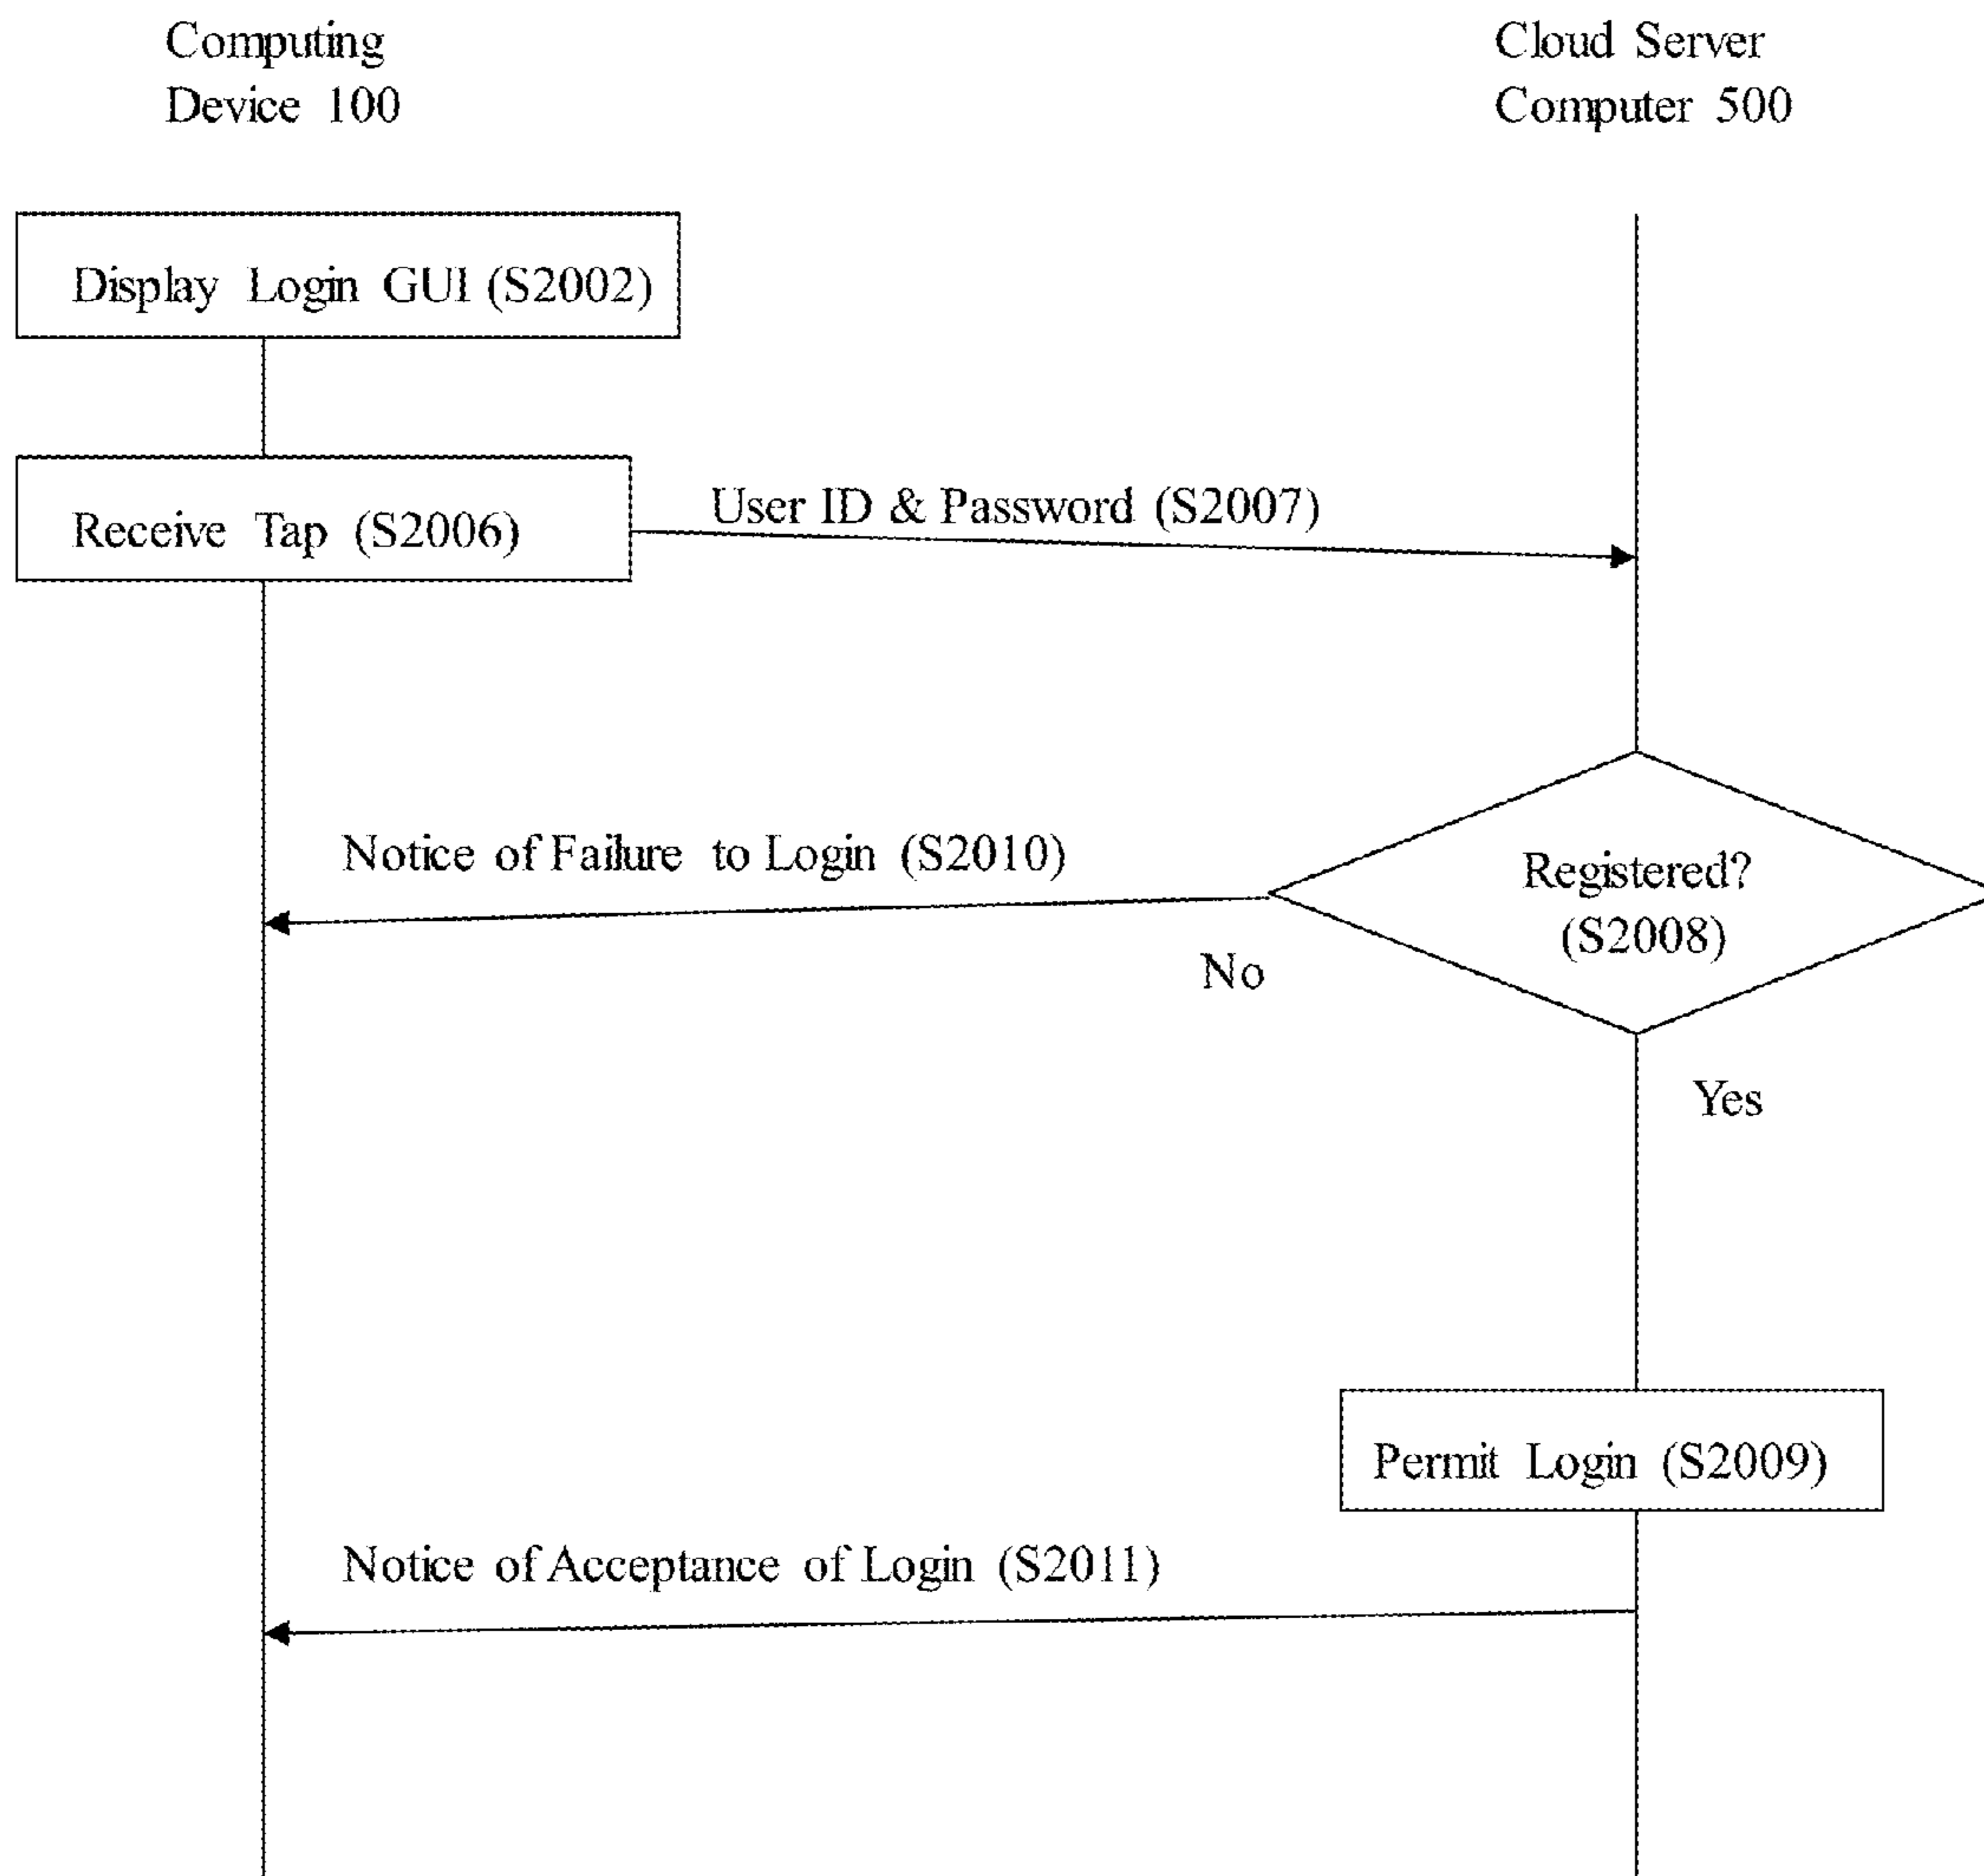 Computing
Device 100
Cloud Server
Computer 500
Display Login GUI (S2002)
Receive Tap (S2006)
User ID & Password (S2007)
Notice of Failure to Login (S2010)
Registered?
(S2008)
No
Yes
Permit Login (S2009)
Notice of Acceptance of Login (S2011)